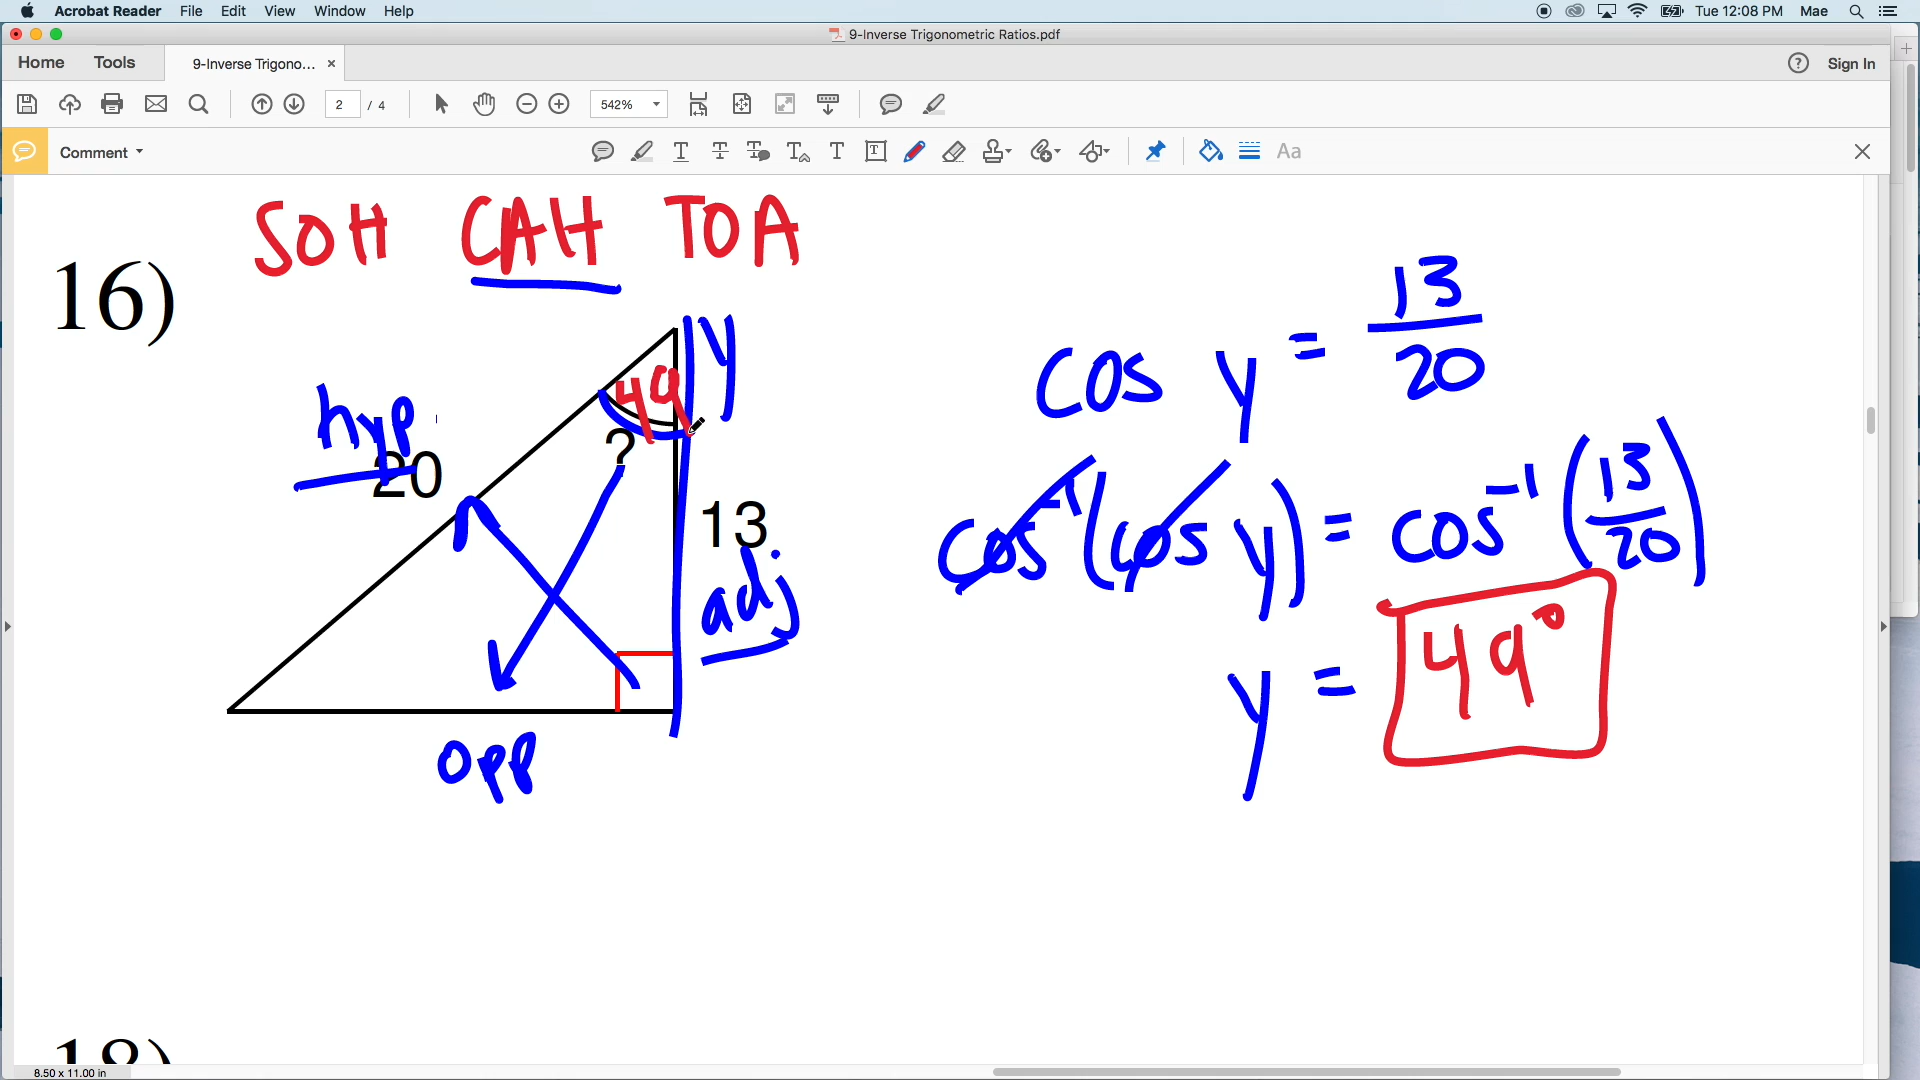 Acrobat Reader File Edit View Window Help Tue 12:08 PM Mae
9-Inverse Trigonometric Ratios.pdf
Home Tools 9-Inverse Trigono... × Sign In
2 / 4 542%
Comment Aa
SOH CAH TOA
16)
y
49
?
hyp.
20
13
adj.
opp
cos y = 13/20
cos⁻¹(cos y) = cos⁻¹(13/20)
y = 49°
18)
8.50 x 11.00 in